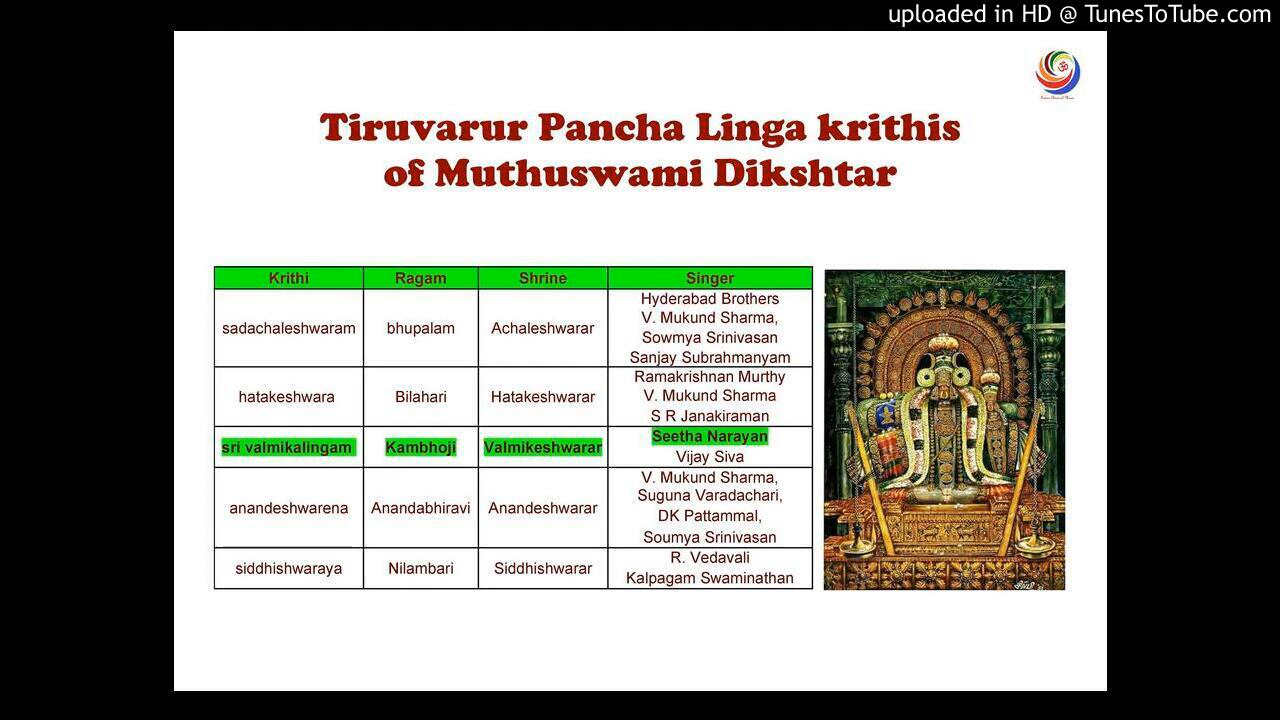 uploaded in HD @ TunesToTube.com
Tiruvarur Pancha Linga krithis
of Muthuswami Dikshtar
Krithi Ragam Shrine Singer
sadachaleshwaram bhupalam Achaleshwarar Hyderabad Brothers
V. Mukund Sharma,
Sowmya Srinivasan
Sanjay Subrahmanyam
hatakeshwara Bilahari Hatakeshwarar Ramakrishnan Murthy
V. Mukund Sharma
S R Janakiraman
sri valmikalingam Kambhoji Valmikeshwarar Seetha Narayan
Vijay Siva
anandeshwarena Anandabhiravi Anandeshwarar V. Mukund Sharma,
Suguna Varadachari,
DK Pattammal,
Soumya Srinivasan
siddhishwaraya Nilambari Siddhishwarar R. Vedavali
Kalpagam Swaminathan